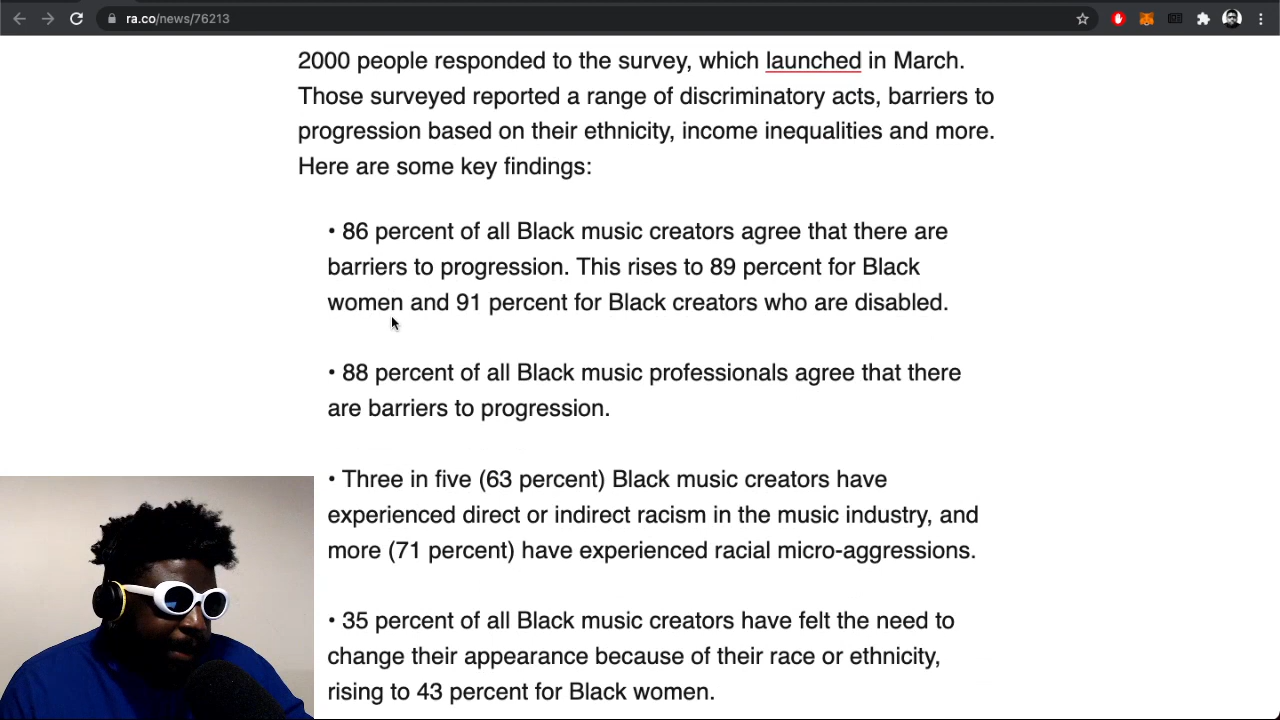 ra.co/news/76213
2000 people responded to the survey, which launched in March.
Those surveyed reported a range of discriminatory acts, barriers to
progression based on their ethnicity, income inequalities and more.
Here are some key findings:
• 86 percent of all Black music creators agree that there are
barriers to progression. This rises to 89 percent for Black
women and 91 percent for Black creators who are disabled.
• 88 percent of all Black music professionals agree that there
are barriers to progression.
• Three in five (63 percent) Black music creators have
experienced direct or indirect racism in the music industry, and
more (71 percent) have experienced racial micro-aggressions.
• 35 percent of all Black music creators have felt the need to
change their appearance because of their race or ethnicity,
rising to 43 percent for Black women.